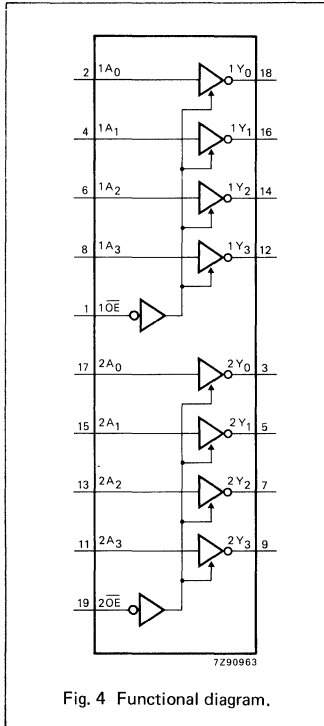 2 1A0 1Y0 18
4 1A1 1Y1 16
6 1A2 1Y2 14
8 1A3 1Y3 12
1 1O̅E̅
17 2A0 2Y0 3
15 2A1 2Y1 5
13 2A2 2Y2 7
11 2A3 2Y3 9
19 2O̅E̅
7Z90963
Fig. 4 Functional diagram.